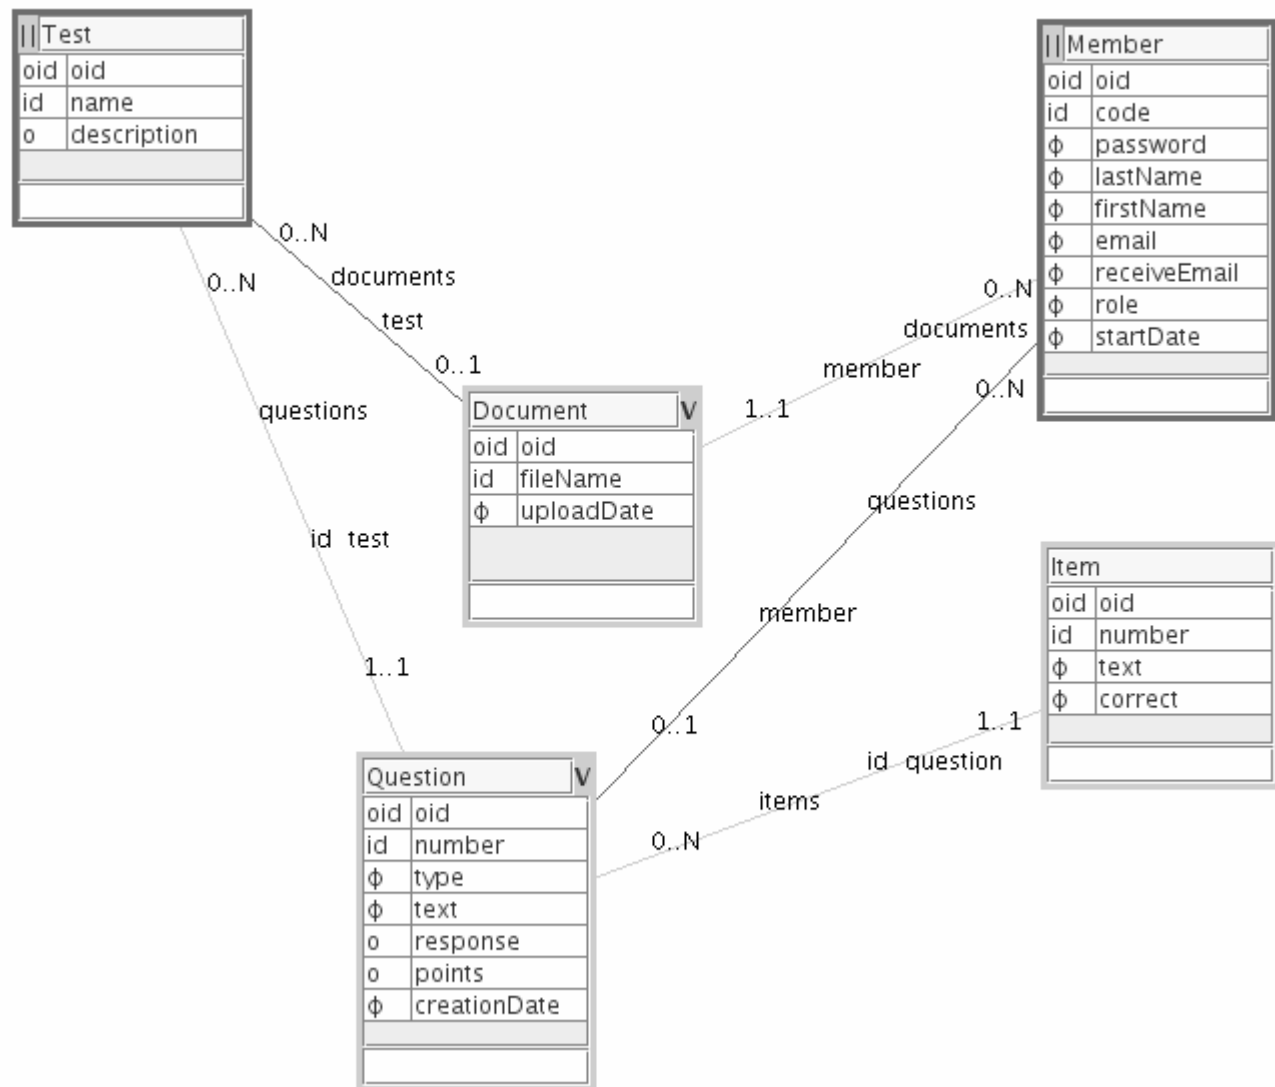 || Test
oid oid
id name
o description
|| Member
oid oid
id code
ϕ password
ϕ lastName
ϕ firstName
ϕ email
ϕ receiveEmail
ϕ role
ϕ startDate
0..N
documents
test
0..1
0..N
questions
id test
1..1
0..N
documents
member
1..1
0..N
questions
member
0..1
Document V
oid oid
id fileName
ϕ uploadDate
Item
oid oid
id number
ϕ text
ϕ correct
1..1
id question
items
0..N
Question V
oid oid
id number
ϕ type
ϕ text
o response
o points
ϕ creationDate